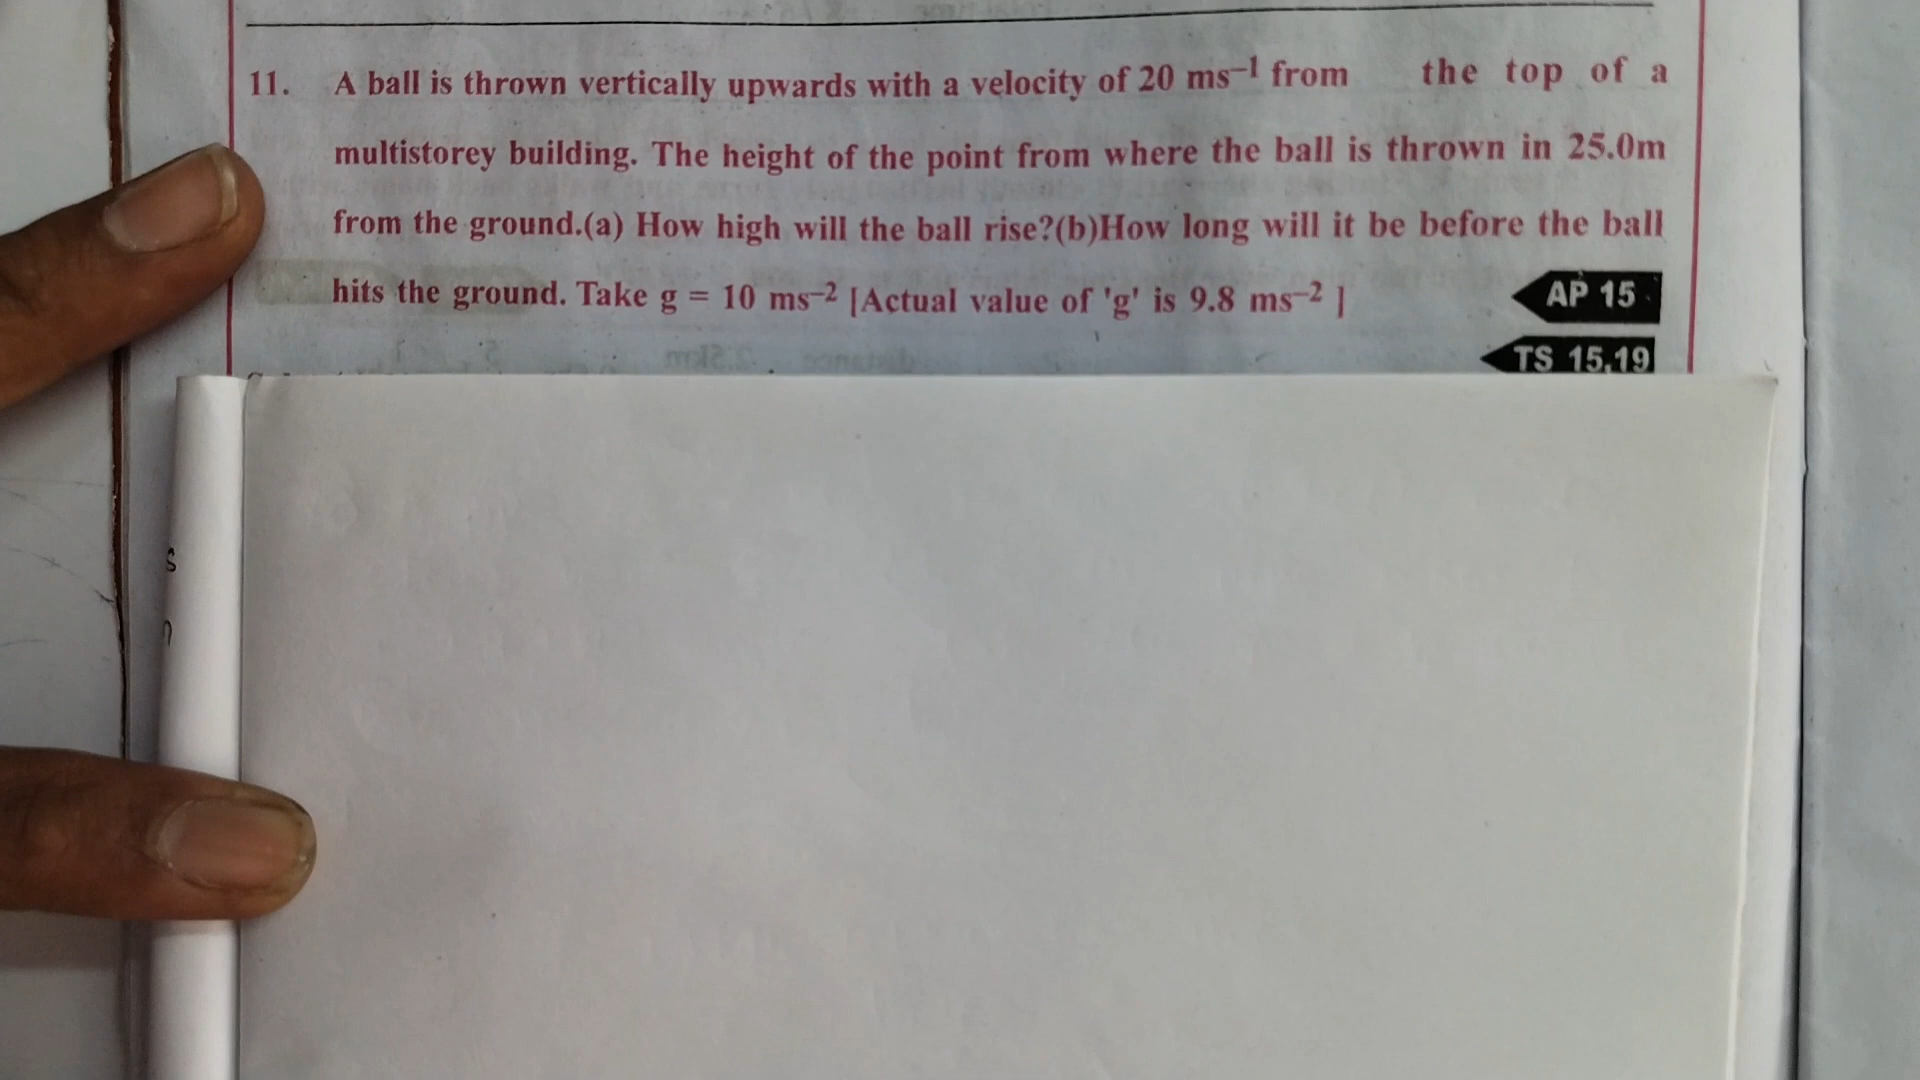 11. A ball is thrown vertically upwards with a velocity of 20 ms⁻¹ from the top of a
multistorey building. The height of the point from where the ball is thrown in 25.0m
from the ground.(a) How high will the ball rise?(b)How long will it be before the ball
hits the ground. Take g = 10 ms⁻² [Actual value of 'g' is 9.8 ms⁻² ]
AP 15
TS 15,19
s